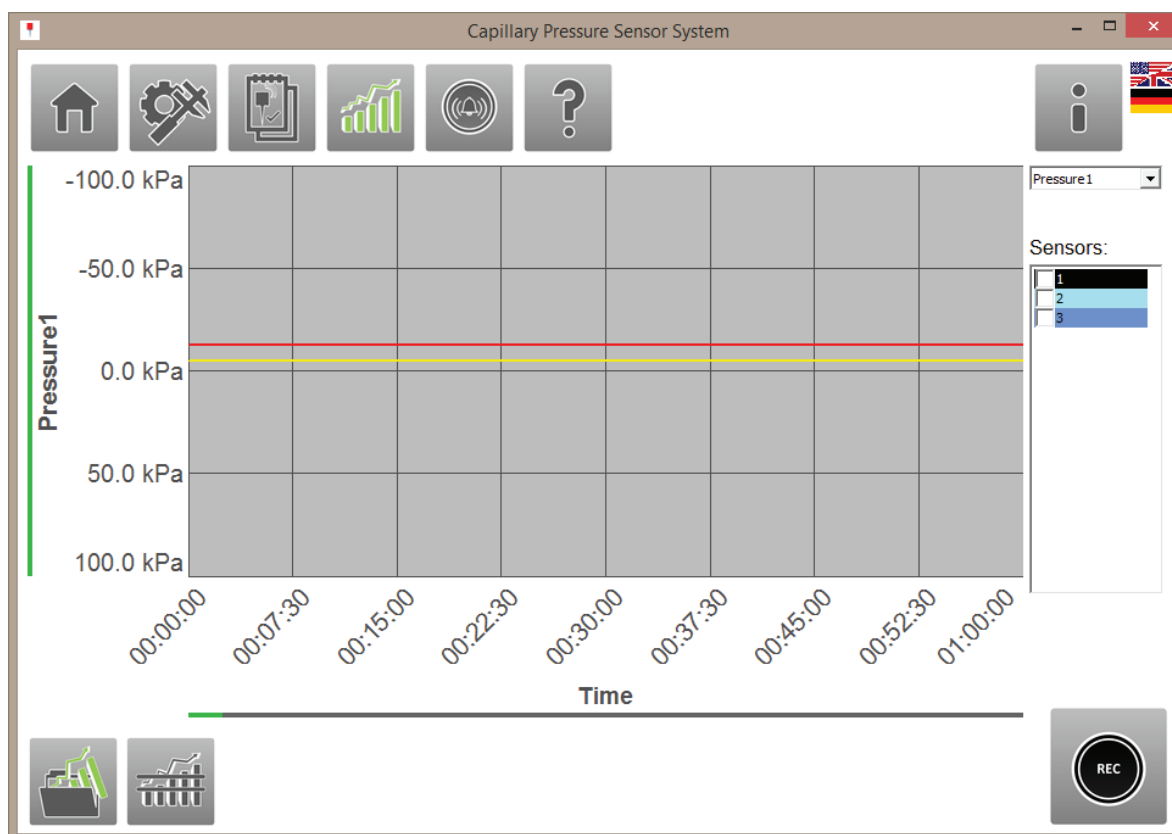 Capillary Pressure Sensor System
-100.0 kPa
-50.0 kPa
0.0 kPa
50.0 kPa
100.0 kPa
Pressure1
00:00:00
00:07:30
00:15:00
00:22:30
00:30:00
00:37:30
00:45:00
00:52:30
01:00:00
Time
Pressure1
Sensors:
1
2
3
REC